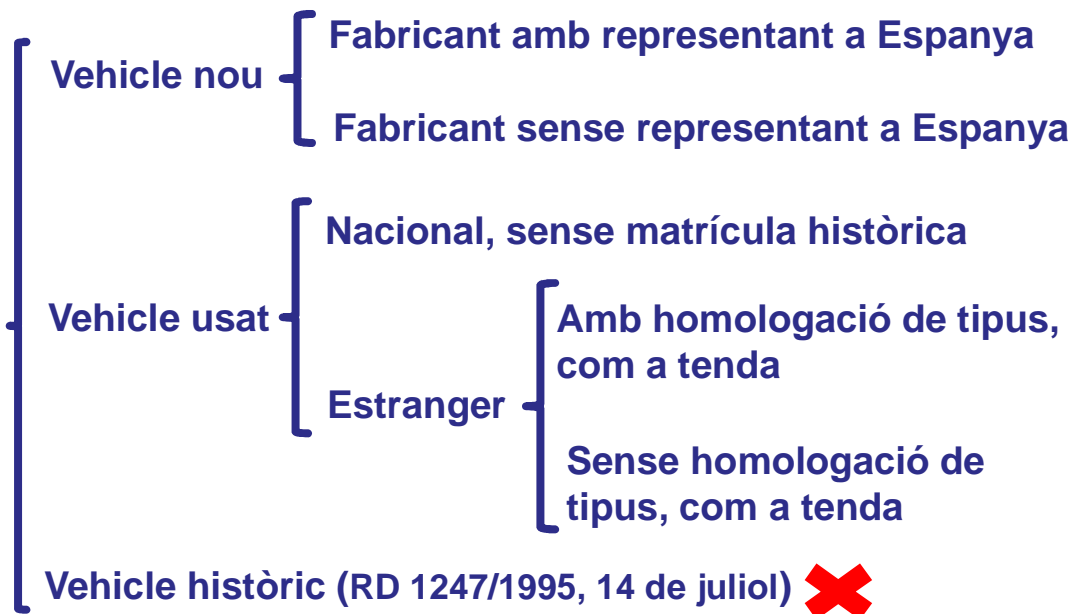 Fabricant amb representant a Espanya
Vehicle nou
Fabricant sense representant a Espanya
Nacional, sense matrícula històrica
Vehicle usat
Amb homologació de tipus,
com a tenda
Estranger
Sense homologació de
tipus, com a tenda
Vehicle històric (RD 1247/1995, 14 de juliol)